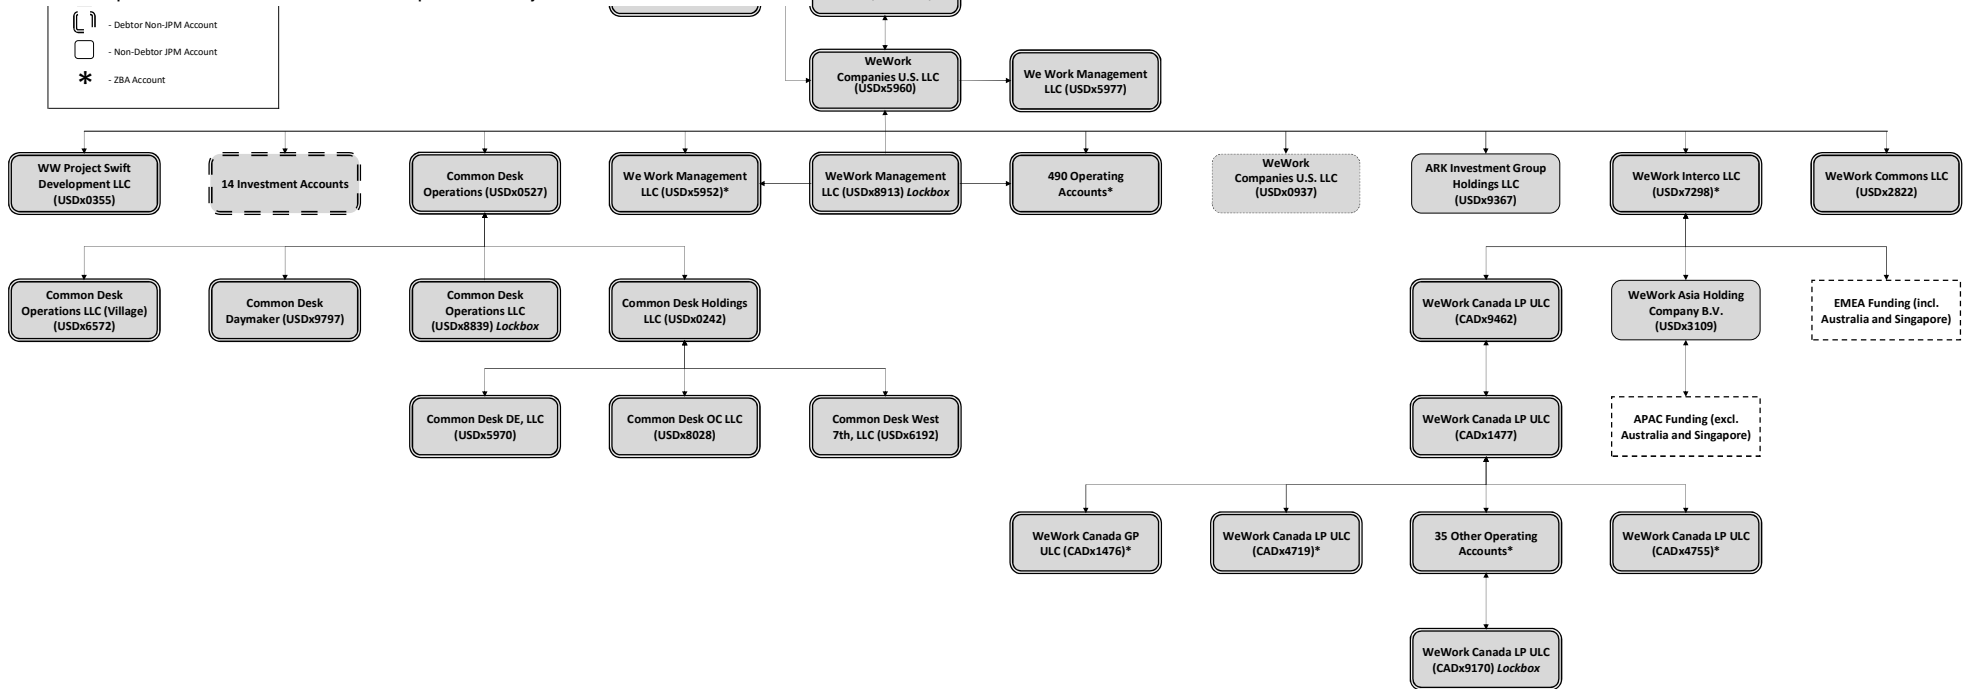 - Debtor Non-JPM Account
- Non-Debtor JPM Account
* - ZBA Account
WeWork
Companies U.S. LLC
(USDx5960)
We Work Management
LLC (USDx5977)
WW Project Swift
Development LLC
(USDx0355)
14 Investment Accounts
Common Desk
Operations (USDx0527)
We Work Management
LLC (USDx5952)*
WeWork Management
LLC (USDx8913) Lockbox
490 Operating
Accounts*
WeWork
Companies U.S. LLC
(USDx0937)
ARK Investment Group
Holdings LLC
(USDx9367)
WeWork Interco LLC
(USDx7298)*
WeWork Commons LLC
(USDx2822)
Common Desk
Operations LLC (Village)
(USDx6572)
Common Desk
Daymaker (USDx9797)
Common Desk
Operations LLC
(USDx8839) Lockbox
Common Desk Holdings
LLC (USDx0242)
WeWork Canada LP ULC
(CADx9462)
WeWork Asia Holding
Company B.V.
(USDx3109)
EMEA Funding (incl.
Australia and Singapore)
Common Desk DE, LLC
(USDx5970)
Common Desk OC LLC
(USDx8028)
Common Desk West
7th, LLC (USDx6192)
WeWork Canada LP ULC
(CADx1477)
APAC Funding (excl.
Australia and Singapore)
WeWork Canada GP
ULC (CADx1476)*
WeWork Canada LP ULC
(CADx4719)*
35 Other Operating
Accounts*
WeWork Canada LP ULC
(CADx4755)*
WeWork Canada LP ULC
(CADx9170) Lockbox